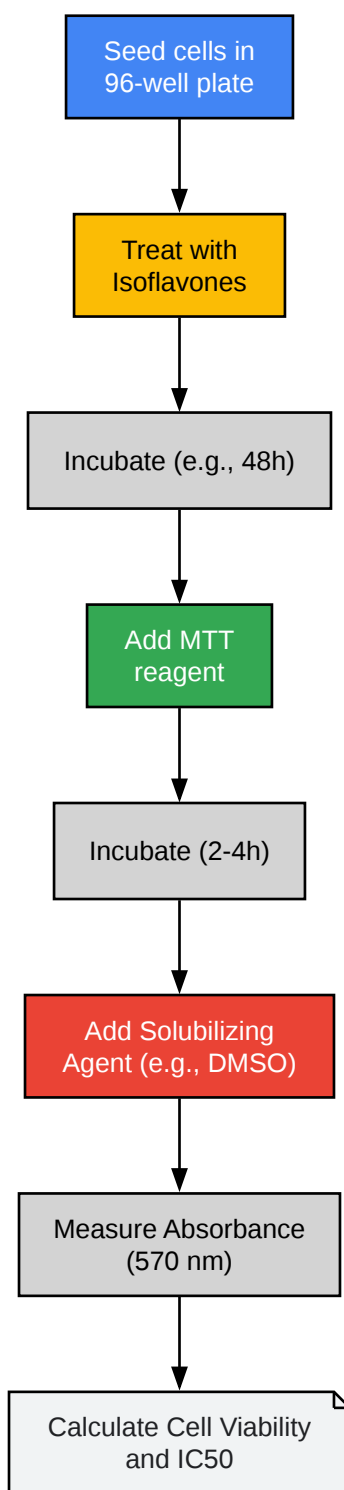 Seed cells in
96-well plate
Treat with
Isoflavones
Incubate (e.g., 48h)
Add MTT
reagent
Incubate (2-4h)
Add Solubilizing
Agent (e.g., DMSO)
Measure Absorbance
(570 nm)
Calculate Cell Viability
and IC50